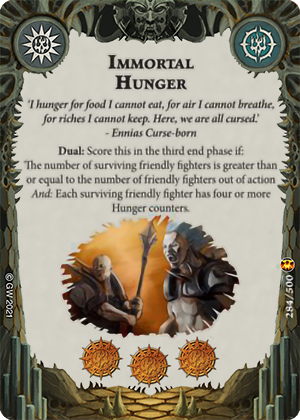 IMMORTAL
HUNGER
'I hunger for food I cannot eat, for air I cannot breathe,
for riches I cannot keep. Here, we are all cursed.'
- Ennias Curse-born
Dual: Score this in the third end phase if:
The number of surviving friendly fighters is greater than
or equal to the number of friendly fighters out of action
And: Each surviving friendly fighter has four or more
Hunger counters.
© GW 2021
284/500